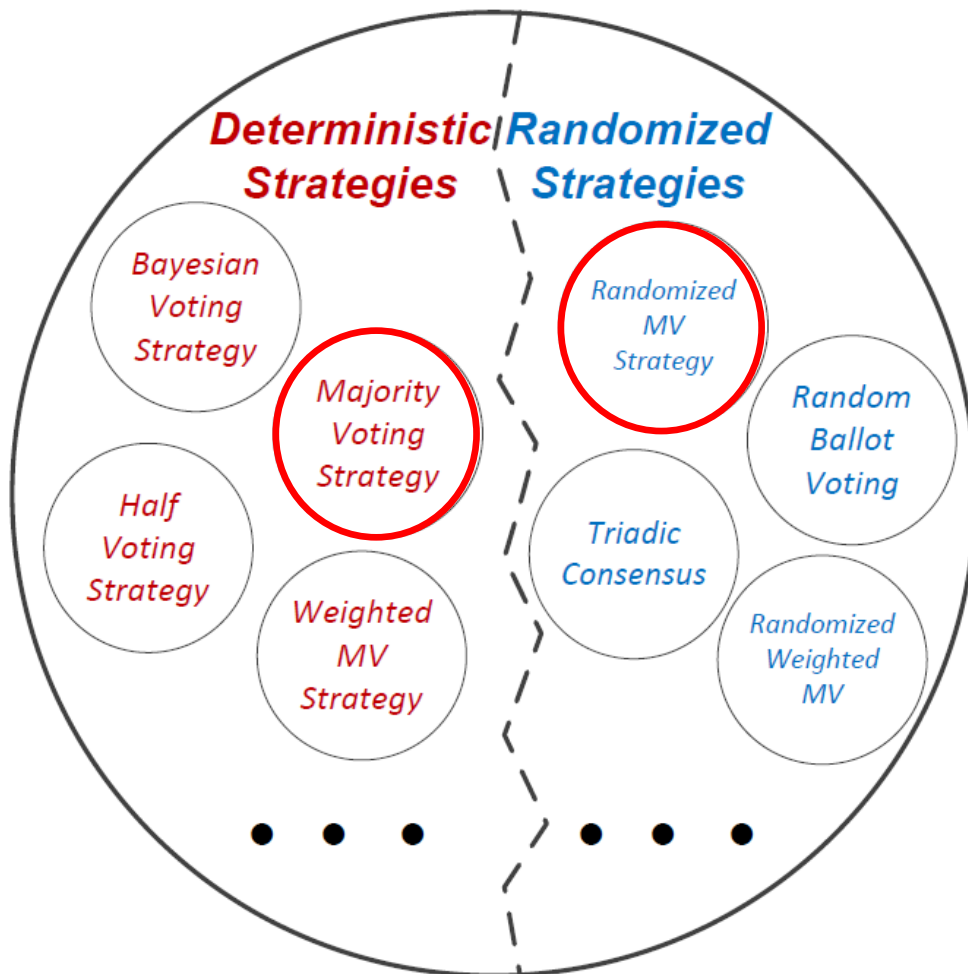 Deterministic
Strategies
Randomized
Strategies
Bayesian
Voting
Strategy
Majority
Voting
Strategy
Half
Voting
Strategy
Weighted
MV
Strategy
Randomized
MV
Strategy
Random
Ballot
Voting
Triadic
Consensus
Randomized
Weighted
MV